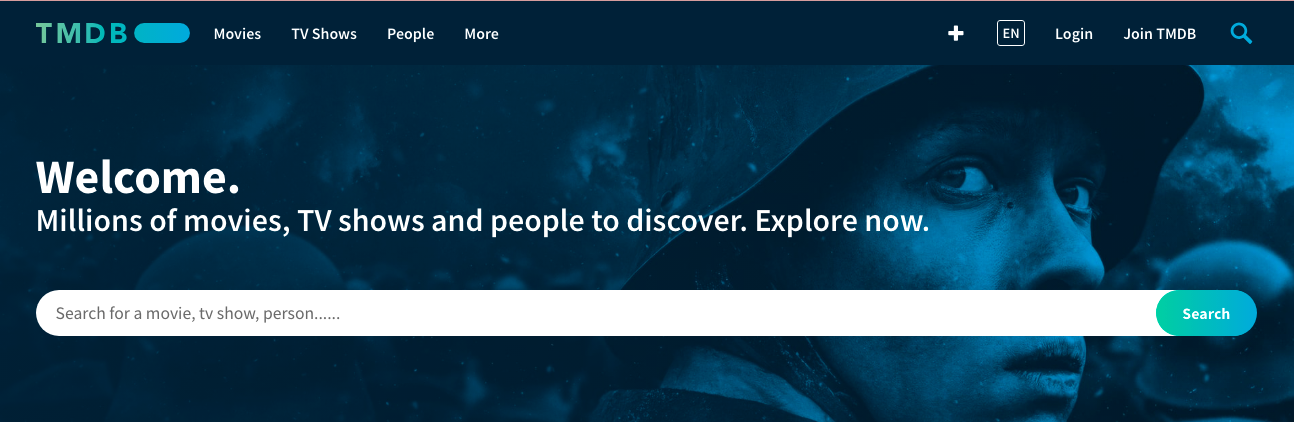 TMDB Movies TV Shows People More EN Login Join TMDB
Welcome.
Millions of movies, TV shows and people to discover. Explore now.
Search for a movie, tv show, person...... Search